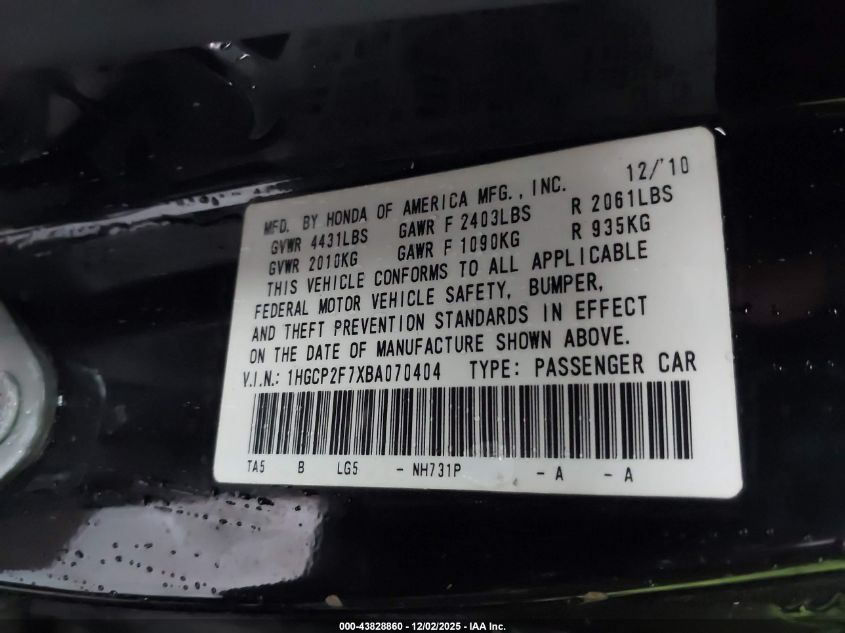 12/'10
MFD. BY HONDA OF AMERICA MFG., INC.
GVWR 4431LBS GAWR F 2403LBS R 2061LBS
GVWR 2010KG GAWR F 1090KG R 935KG
THIS VEHICLE CONFORMS TO ALL APPLICABLE
FEDERAL MOTOR VEHICLE SAFETY, BUMPER,
AND THEFT PREVENTION STANDARDS IN EFFECT
ON THE DATE OF MANUFACTURE SHOWN ABOVE.
V.I.N.: 1HGCP2F7XBA070404 TYPE: PASSENGER CAR
TA5 B LG5 - NH731P - A - A
000-43828860 - 12/02/2025 - IAA Inc.